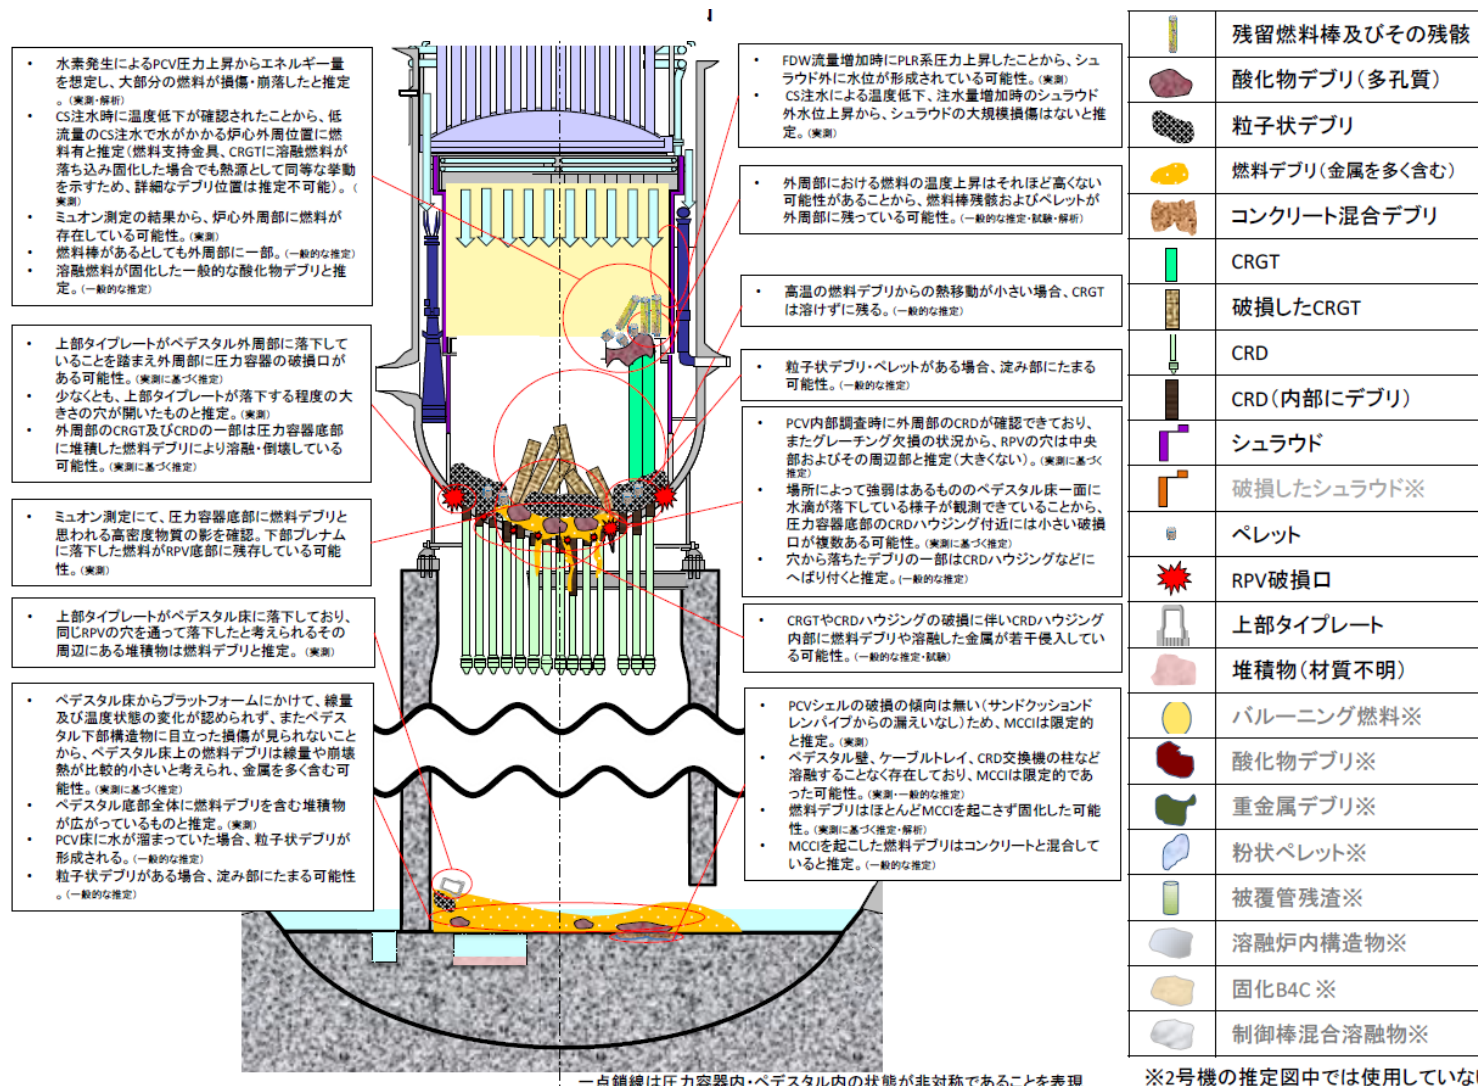 ・ 水素発生によるPCV圧力上昇からエネルギー量
を想定し、大部分の燃料が損傷・崩落したと推定
。(実測・解析)
・ CS注水時に温度低下が確認されたことから、低
流量のCS注水で水がかかる炉心外周位置に燃
料有と推定(燃料支持金具、CRGTに溶融燃料が
落ち込み固化した場合でも熱源として同等な挙動
を示すため、詳細なデブリ位置は推定不可能)。(
実測)
・ ミュオン測定の結果から、炉心外周部に燃料が
存在している可能性。(実測)
・ 燃料棒があるとしても外周部に一部。(一般的な推定)
・ 溶融燃料が固化した一般的な酸化物デブリと推
定。(一般的な推定)
・ 上部タイプレートがペデスタル外周部に落下して
いることを踏まえ外周部に圧力容器の破損口が
ある可能性。(実測に基づく推定)
・ 少なくとも、上部タイプレートが落下する程度の大
きさの穴が開いたものと推定。(実測)
・ 外周部のCRGT及びCRDの一部は圧力容器底部
に堆積した燃料デブリにより溶融・倒壊している
可能性。(実測に基づく推定)
・ ミュオン測定にて、圧力容器底部に燃料デブリと
思われる高密度物質の影を確認。下部プレナム
に落下した燃料がRPV底部に残存している可能
性。(実測)
・ 上部タイプレートがペデスタル床に落下しており、
同じRPVの穴を通って落下したと考えられるその
周辺にある堆積物は燃料デブリと推定。(実測)
・ ペデスタル床からプラットフォームにかけて、線量
及び温度状態の変化が認められず、またペデス
タル下部構造物に目立った損傷が見られないこと
から、ペデスタル床上の燃料デブリは線量や崩壊
熱が比較的小さいと考えられ、金属を多く含む可
能性。(実測に基づく推定)
・ ペデスタル底部全体に燃料デブリを含む堆積物
が広がっているものと推定。(実測)
・ PCV床に水が溜まっていた場合、粒子状デブリが
形成される。(一般的な推定)
・ 粒子状デブリがある場合、淀み部にたまる可能性
。(一般的な推定)
・ FDW流量増加時にPLR系圧力上昇したことから、シュ
ラウド外に水位が形成されている可能性。(実測)
・ CS注水による温度低下、注水量増加時のシュラウド
外水位上昇から、シュラウドの大規模損傷はないと推
定。(実測)
・ 外周部における燃料の温度上昇はそれほど高くない
可能性があることから、燃料棒残骸およびペレットが
外周部に残っている可能性。(一般的な推定・試験・解析)
・ 高温の燃料デブリからの熱移動が小さい場合、CRGT
は溶けずに残る。(一般的な推定)
・ 粒子状デブリ・ペレットがある場合、淀み部にたまる
可能性。(一般的な推定)
・ PCV内部調査時に外周部のCRDが確認できており、
またグレーチング欠損の状況から、RPVの穴は中央
部およびその周辺部と推定(大きくない)。(実測に基づく
推定)
・ 場所によって強弱はあるもののペデスタル床一面に
水滴が落下している様子が観測できていることから、
圧力容器底部のCRDハウジング付近には小さい破損
口が複数ある可能性。(実測に基づく推定)
・ 穴から落ちたデブリの一部はCRDハウジングなどに
へばり付くと推定。(一般的な推定)
・ CRGTやCRDハウジングの破損に伴いCRDハウジング
内部に燃料デブリや溶融した金属が若干侵入してい
る可能性。(一般的な推定・試験)
・ PCVシェルの破損の傾向は無い(サンドクッションド
レンパイプからの漏えいなし)ため、MCCIは限定的
と推定。(実測)
・ ペデスタル壁、ケーブルトレイ、CRD交換機の柱など
溶融することなく存在しており、MCCIは限定的であ
った可能性。(実測・一般的な推定)
・ 燃料デブリはほとんどMCCIを起こさず固化した可能
性。(実測に基づく推定・解析)
・ MCCIを起こした燃料デブリはコンクリートと混合して
いると推定。(一般的な推定)
一点鎖線は圧力容器内・ペデスタル内の状態が非対称であることを表現
残留燃料棒及びその残骸
酸化物デブリ(多孔質)
粒子状デブリ
燃料デブリ(金属を多く含む)
コンクリート混合デブリ
CRGT
破損したCRGT
CRD
CRD(内部にデブリ)
シュラウド
破損したシュラウド※
ペレット
RPV破損口
上部タイプレート
堆積物(材質不明)
バルーニング燃料※
酸化物デブリ※
重金属デブリ※
粉状ペレット※
被覆管残渣※
溶融炉内構造物※
固化B4C ※
制御棒混合溶融物※
※2号機の推定図中では使用していな